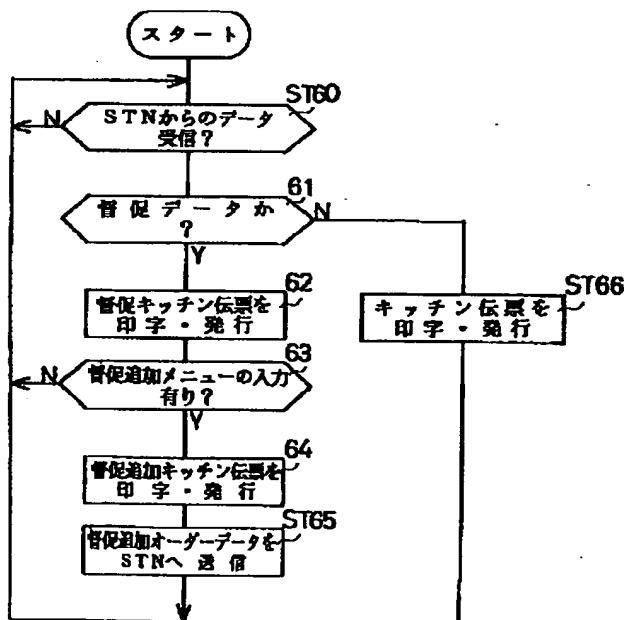 スタート
ST60
N
STNからのデータ
受信?
61
督促データか
?
N
Y
62
督促キッチン伝票を
印字・発行
ST66
キッチン伝票を
印字・発行
63
N
督促追加メニューの入力
有り?
Y
64
督促追加キッチン伝票を
印字・発行
ST65
督促追加オーダーデータを
STNへ送信